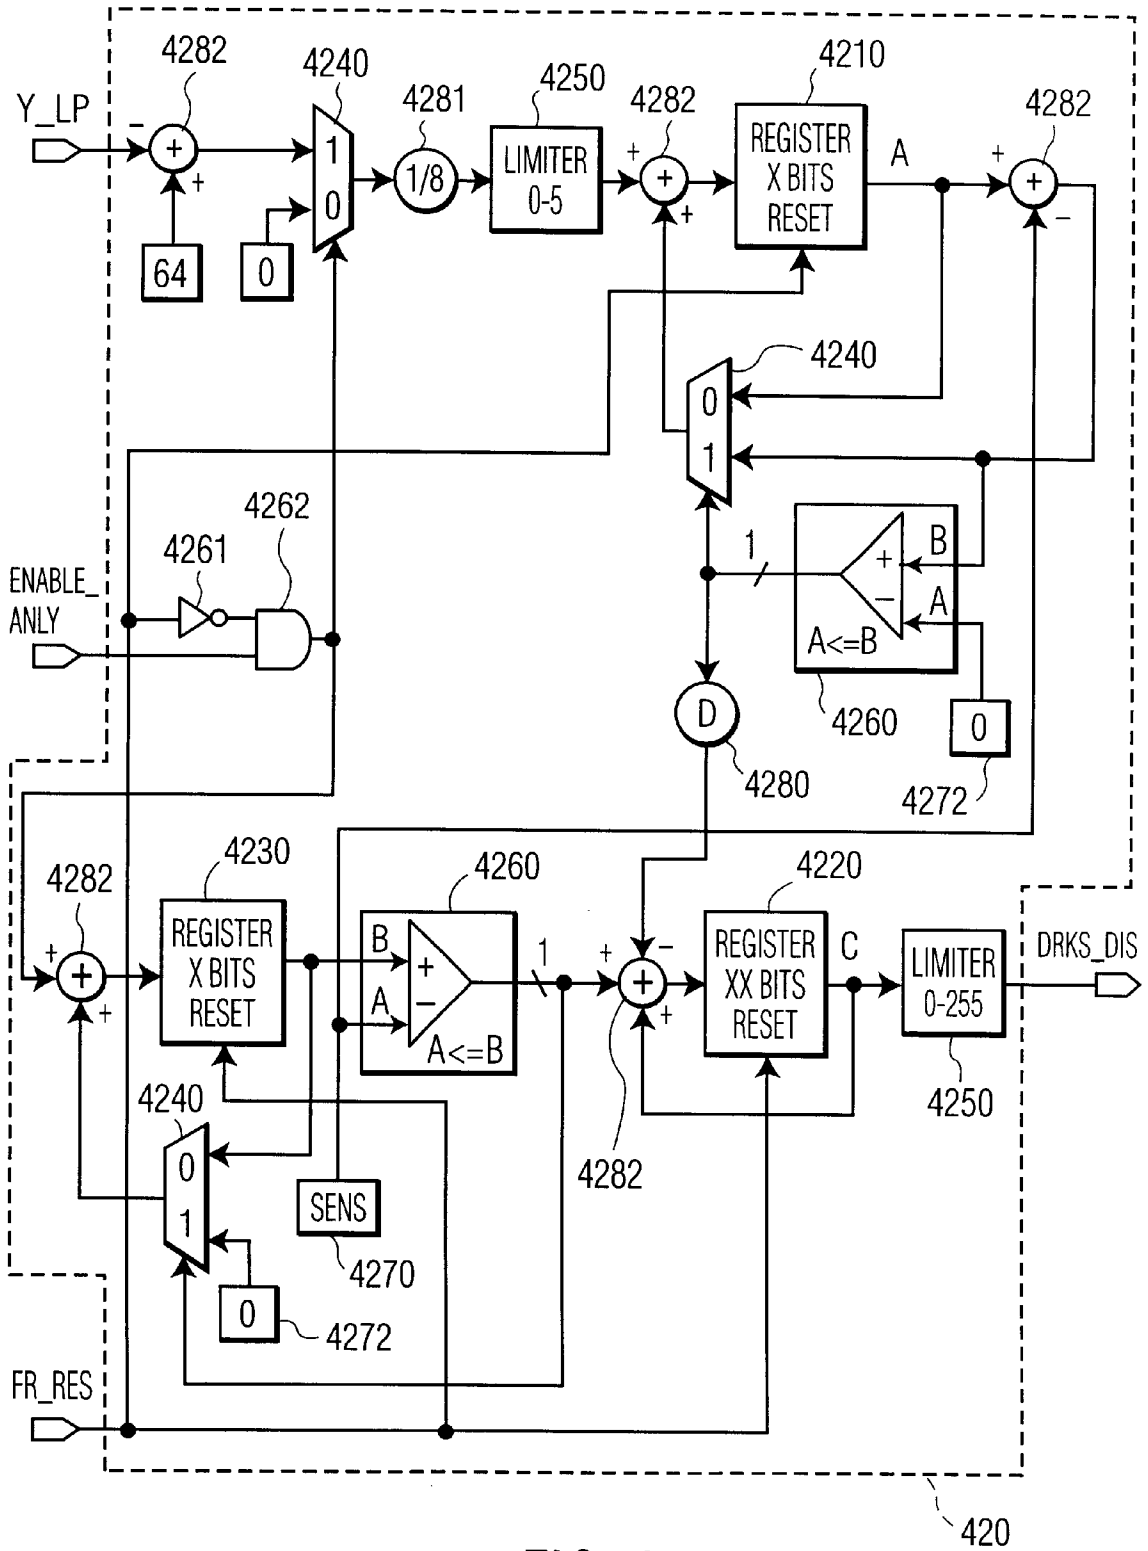 4282
4240
4281
4250
4282
4210
4282
Y_LP
−
+
+
1
0
1/8
LIMITER
0-5
+
+
+
REGISTER
X BITS
RESET
A
+
+
−
64
0
4240
0
1
4262
4261
ENABLE_
ANLY
1
+
−
B
A
A<=B
4260
0
4272
D
4280
4282
4230
4260
4220
+
+
+
REGISTER
X BITS
RESET
B
A
+
−
A<=B
1
+
−
+
+
REGISTER
XX BITS
RESET
C
LIMITER
0-255
DRKS_DIS
4250
4240
0
1
4282
SENS
4270
0
4272
FR_RES
420